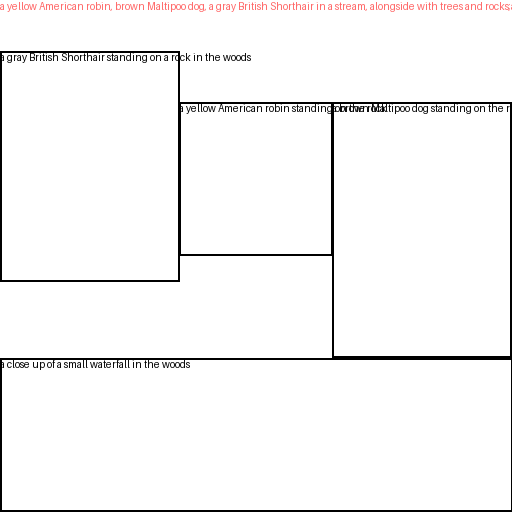 a yellow American robin, brown Maltipoo dog, a gray British Shorthair in a stream, alongside with trees and rocks;
a gray British Shorthair standing on a rock in the woods
a yellow American robin standing on the rock
a brown Maltipoo dog standing on the
a close up of a small waterfall in the woods